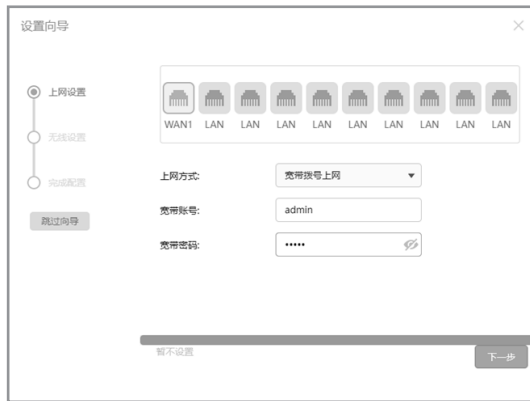 设置向导
上网设置
无线设置
完成配置
跳过向导
WAN1 LAN LAN LAN LAN LAN LAN LAN LAN LAN
上网方式: 宽带拨号上网
宽带账号: admin
宽带密码: •••••
暂不设置
下一步